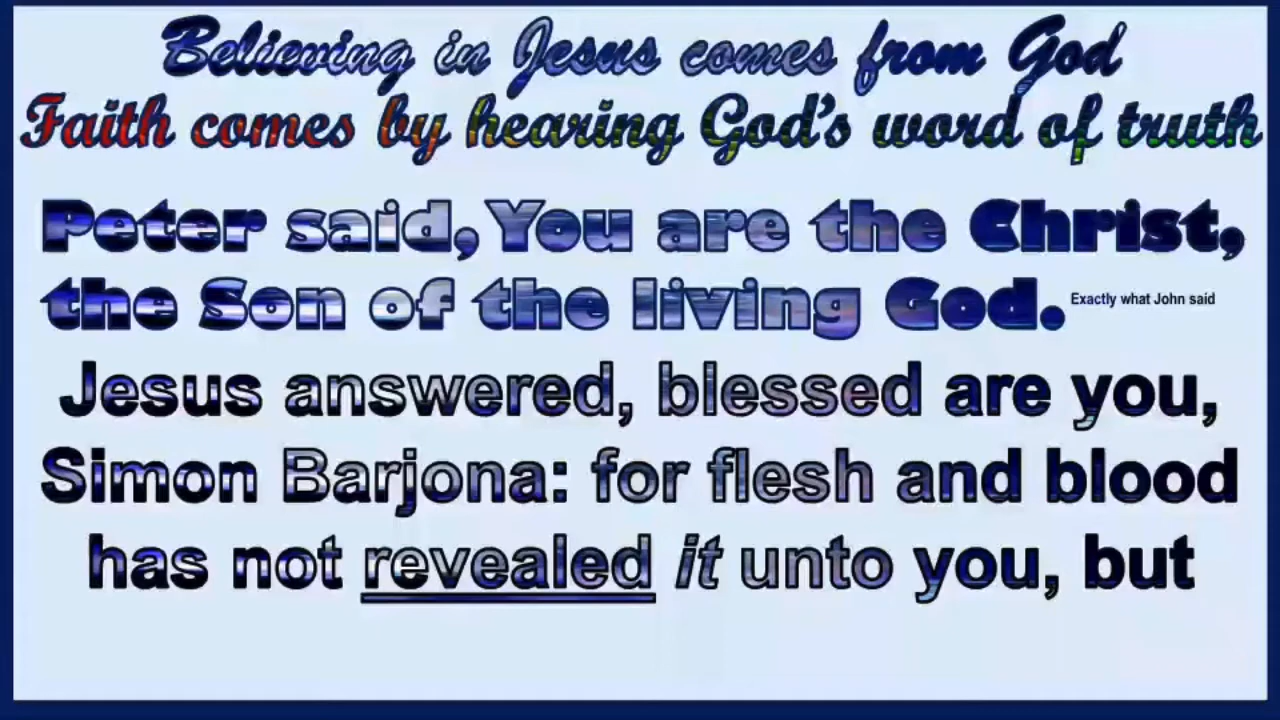 Believing in Jesus comes from God
Faith comes by hearing God's word of truth
Peter said, You are the Christ,
the Son of the living God. Exactly what John said
Jesus answered, blessed are you,
Simon Barjona: for flesh and blood
has not revealed it unto you, but